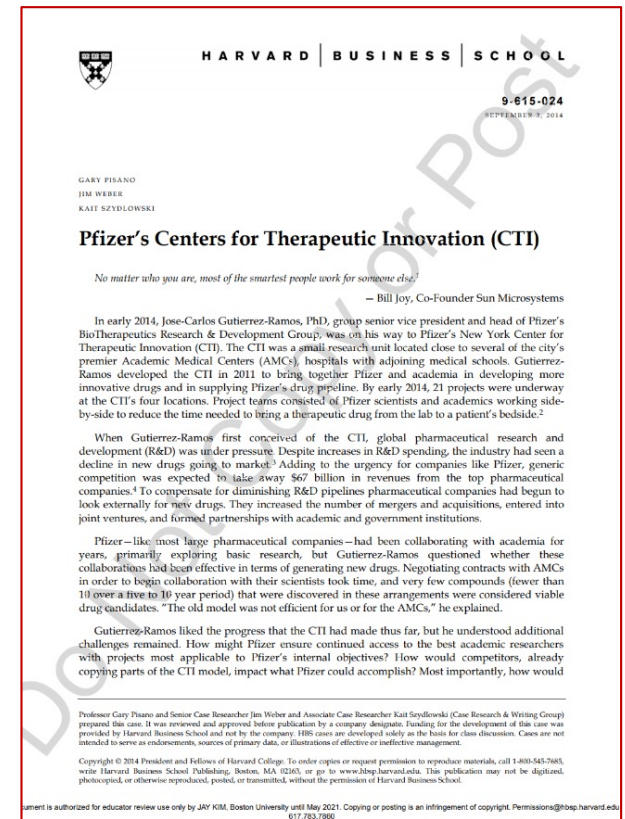 HARVARD | BUSINESS | SCHOOL
9-615-024
SEPTEMBER 3, 2014
GARY PISANO
JIM WEBER
KAIT SZYDLOWSKI
Pfizer's Centers for Therapeutic Innovation (CTI)
No matter who you are, most of the smartest people work for someone else.1
— Bill Joy, Co-Founder Sun Microsystems
In early 2014, Jose-Carlos Gutierrez-Ramos, PhD, group senior vice president and head of Pfizer's
BioTherapeutics Research & Development Group, was on his way to Pfizer's New York Center for
Therapeutic Innovation (CTI). The CTI was a small research unit located close to several of the city's
premier Academic Medical Centers (AMCs), hospitals with adjoining medical schools. Gutierrez-
Ramos developed the CTI in 2011 to bring together Pfizer and academia in developing more
innovative drugs and in supplying Pfizer's drug pipeline. By early 2014, 21 projects were underway
at the CTI's four locations. Project teams consisted of Pfizer scientists and academics working side-
by-side to reduce the time needed to bring a therapeutic drug from the lab to a patient's bedside.2
When Gutierrez-Ramos first conceived of the CTI, global pharmaceutical research and
development (R&D) was under pressure. Despite increases in R&D spending, the industry had seen a
decline in new drugs going to market.3 Adding to the urgency for companies like Pfizer, generic
competition was expected to take away $67 billion in revenues from the top pharmaceutical
companies.4 To compensate for diminishing R&D pipelines pharmaceutical companies had begun to
look externally for new drugs. They increased the number of mergers and acquisitions, entered into
joint ventures, and formed partnerships with academic and government institutions.
Pfizer—like most large pharmaceutical companies—had been collaborating with academia for
years, primarily exploring basic research, but Gutierrez-Ramos questioned whether these
collaborations had been effective in terms of generating new drugs. Negotiating contracts with AMCs
in order to begin collaboration with their scientists took time, and very few compounds (fewer than
10 over a five to 10 year period) that were discovered in these arrangements were considered viable
drug candidates. "The old model was not efficient for us or for the AMCs," he explained.
Gutierrez-Ramos liked the progress that the CTI had made thus far, but he understood additional
challenges remained. How might Pfizer ensure continued access to the best academic researchers
with projects most applicable to Pfizer's internal objectives? How would competitors, already
copying parts of the CTI model, impact what Pfizer could accomplish? Most importantly, how would
Professor Gary Pisano and Senior Case Researcher Jim Weber and Associate Case Researcher Kait Szydlowski (Case Research & Writing Group)
prepared this case. It was reviewed and approved before publication by a company designate. Funding for the development of this case was
provided by Harvard Business School and not by the company. HBS cases are developed solely as the basis for class discussion. Cases are not
intended to serve as endorsements, sources of primary data, or illustrations of effective or ineffective management.
Copyright © 2014 President and Fellows of Harvard College. To order copies or request permission to reproduce materials, call 1-800-545-7685,
write Harvard Business School Publishing, Boston, MA 02163, or go to www.hbsp.harvard.edu. This publication may not be digitized,
photocopied, or otherwise reproduced, posted, or transmitted, without the permission of Harvard Business School.
ument is authorized for educator review use only by JAY KIM, Boston University until May 2021. Copying or posting is an infringement of copyright. Permissions@hbsp.harvard.edu
617.783.7860
Do Not Copy or Post